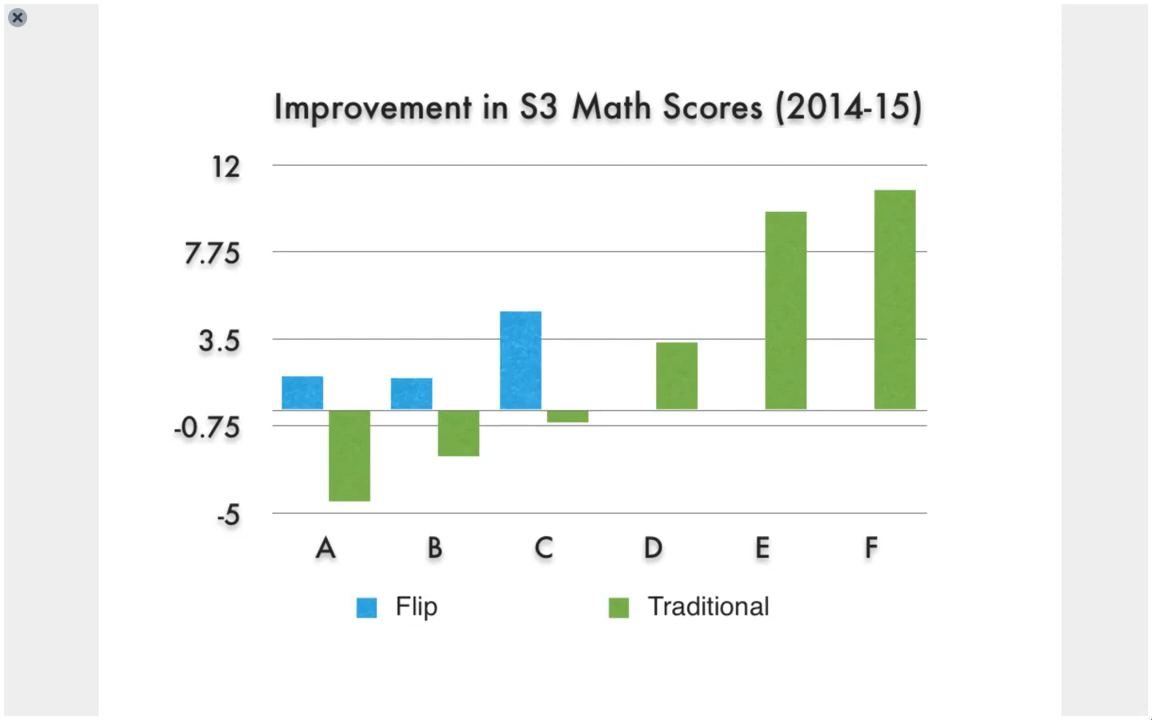 Improvement in S3 Math Scores (2014-15)
12
7.75
3.5
-0.75
-5
A B C D E F
Flip Traditional